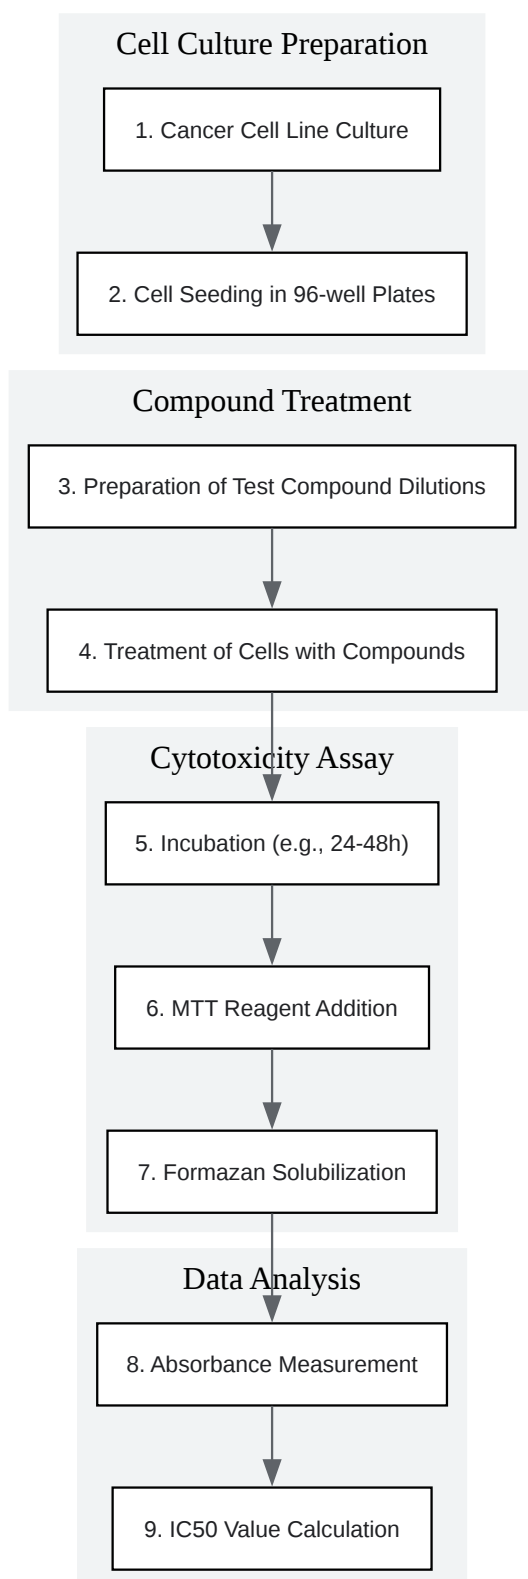 Cell Culture Preparation
1. Cancer Cell Line Culture
2. Cell Seeding in 96-well Plates
Compound Treatment
3. Preparation of Test Compound Dilutions
4. Treatment of Cells with Compounds
Cytotoxicity Assay
5. Incubation (e.g., 24-48h)
6. MTT Reagent Addition
7. Formazan Solubilization
Data Analysis
8. Absorbance Measurement
9. IC50 Value Calculation